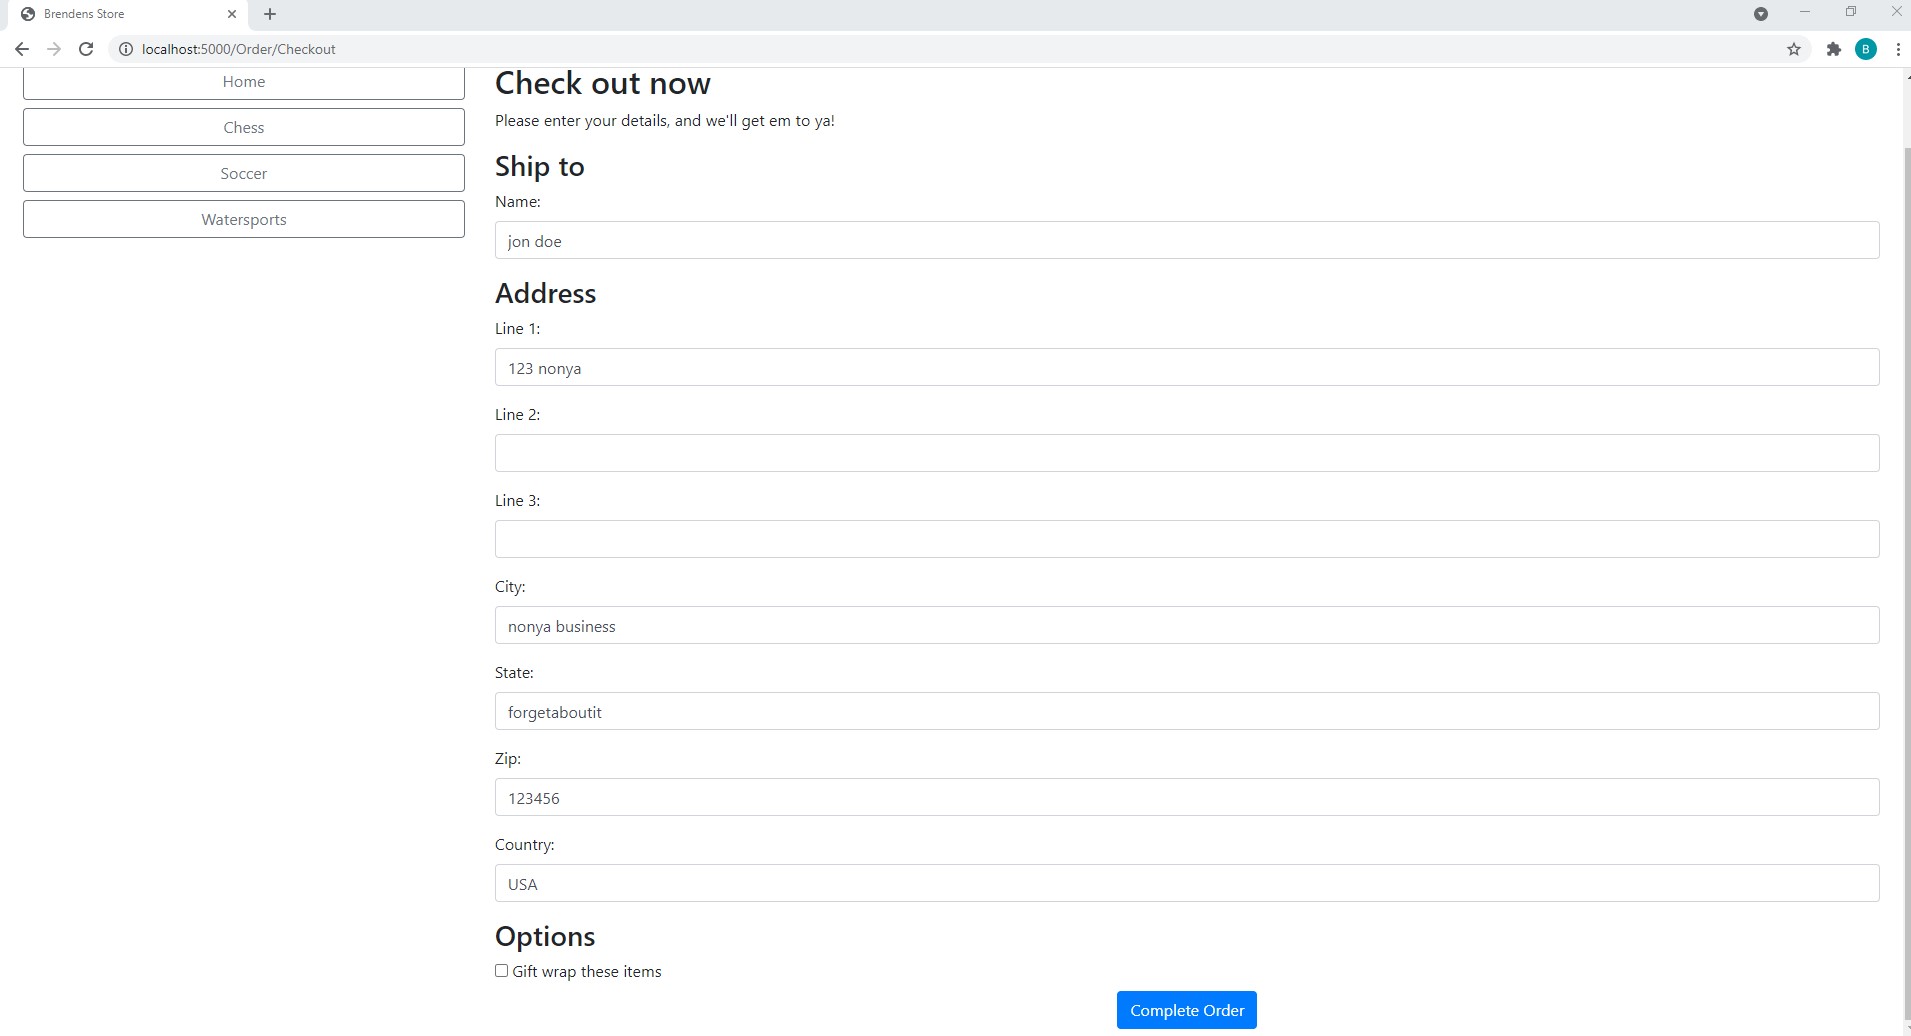 Brendens Store
localhost:5000/Order/Checkout
B
Home
Chess
Soccer
Watersports
Check out now
Please enter your details, and we'll get em to ya!
Ship to
Name:
jon doe
Address
Line 1:
123 nonya
Line 2:
Line 3:
City:
nonya business
State:
forgetaboutit
Zip:
123456
Country:
USA
Options
Gift wrap these items
Complete Order